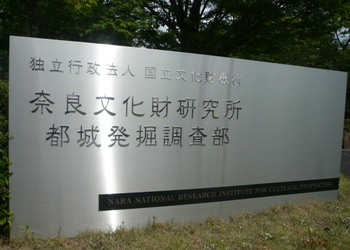 独立行政法人 国立文化財機構
奈良文化財研究所
都城発掘調査部
NARA NATIONAL RESEARCH INSTITUTE FOR CULTURAL PROPERTIES